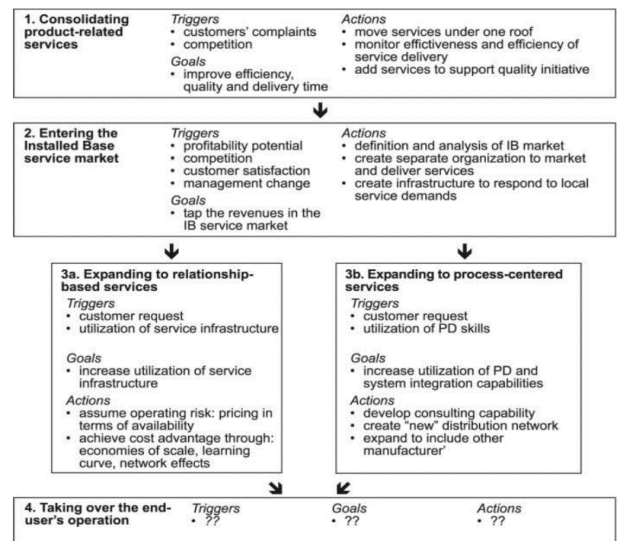 1. Consolidating
product-related
services
Triggers
• customers' complaints
• competition
Goals
• improve efficiency,
quality and delivery time
Actions
• move services under one roof
• monitor effictiveness and efficiency of
service delivery
• add services to support quality initiative
2. Entering the
Installed Base
service market
Triggers
• profitability potential
• competition
• customer satisfaction
• management change
Goals
• tap the revenues in the
IB service market
Actions
• definition and analysis of IB market
• create separate organization to market
and deliver services
• create infrastructure to respond to local
service demands
3a. Expanding to relationship-
based services
Triggers
• customer request
• utilization of service infrastructure
Goals
• increase utilization of service
infrastructure
Actions
• assume operating risk: pricing in
terms of availability
• achieve cost advantage through:
economies of scale, learning
curve, network effects
3b. Expanding to process-centered
services
Triggers
• customer request
• utilization of PD skills
Goals
• increase utilization of PD and
system integration capabilities
Actions
• develop consulting capability
• create "new" distribution network
• expand to include other
manufacturer'
4. Taking over the end-
user's operation
Triggers
• ??
Goals
• ??
Actions
• ??